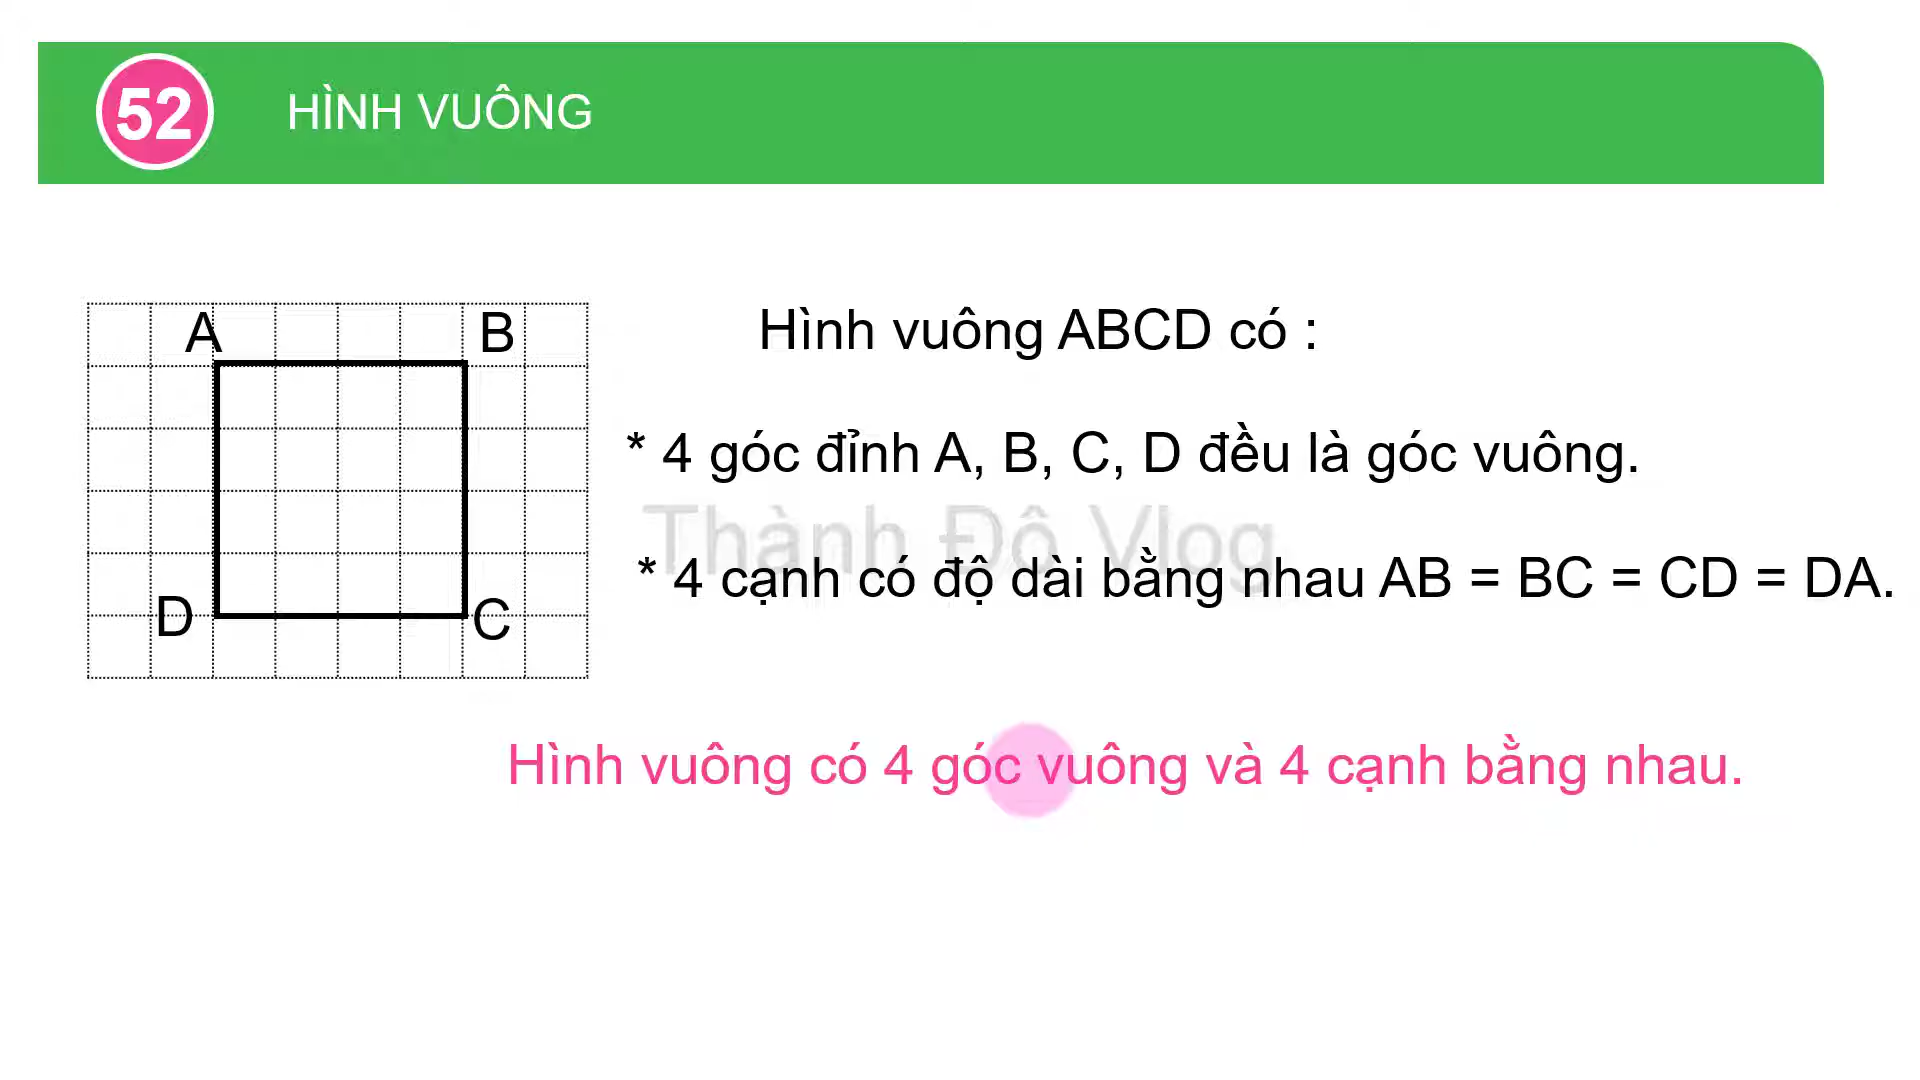 52 HÌNH VUÔNG
A B
D C
Hình vuông ABCD có :
* 4 góc đỉnh A, B, C, D đều là góc vuông.
Thành Đô Vlog
* 4 cạnh có độ dài bằng nhau AB = BC = CD = DA.
Hình vuông có 4 góc vuông và 4 cạnh bằng nhau.